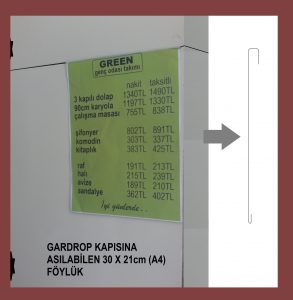 GREEN
genç odası takım
nakit taksitli
3 kapılı dolap 1340TL 1490TL
90cm karyola 1197TL 1330TL
çalışma masası 755TL 838TL
şifonyer 802TL 891TL
komodin 303TL 337TL
kitaplık 383TL 425TL
raf 191TL 213TL
halı 215TL 239TL
avize 189TL 210TL
sandalye 362TL 402TL
İyi günlerde...
GARDROP KAPISINA
ASILABİLEN 30 X 21cm (A4)
FÖYLÜK